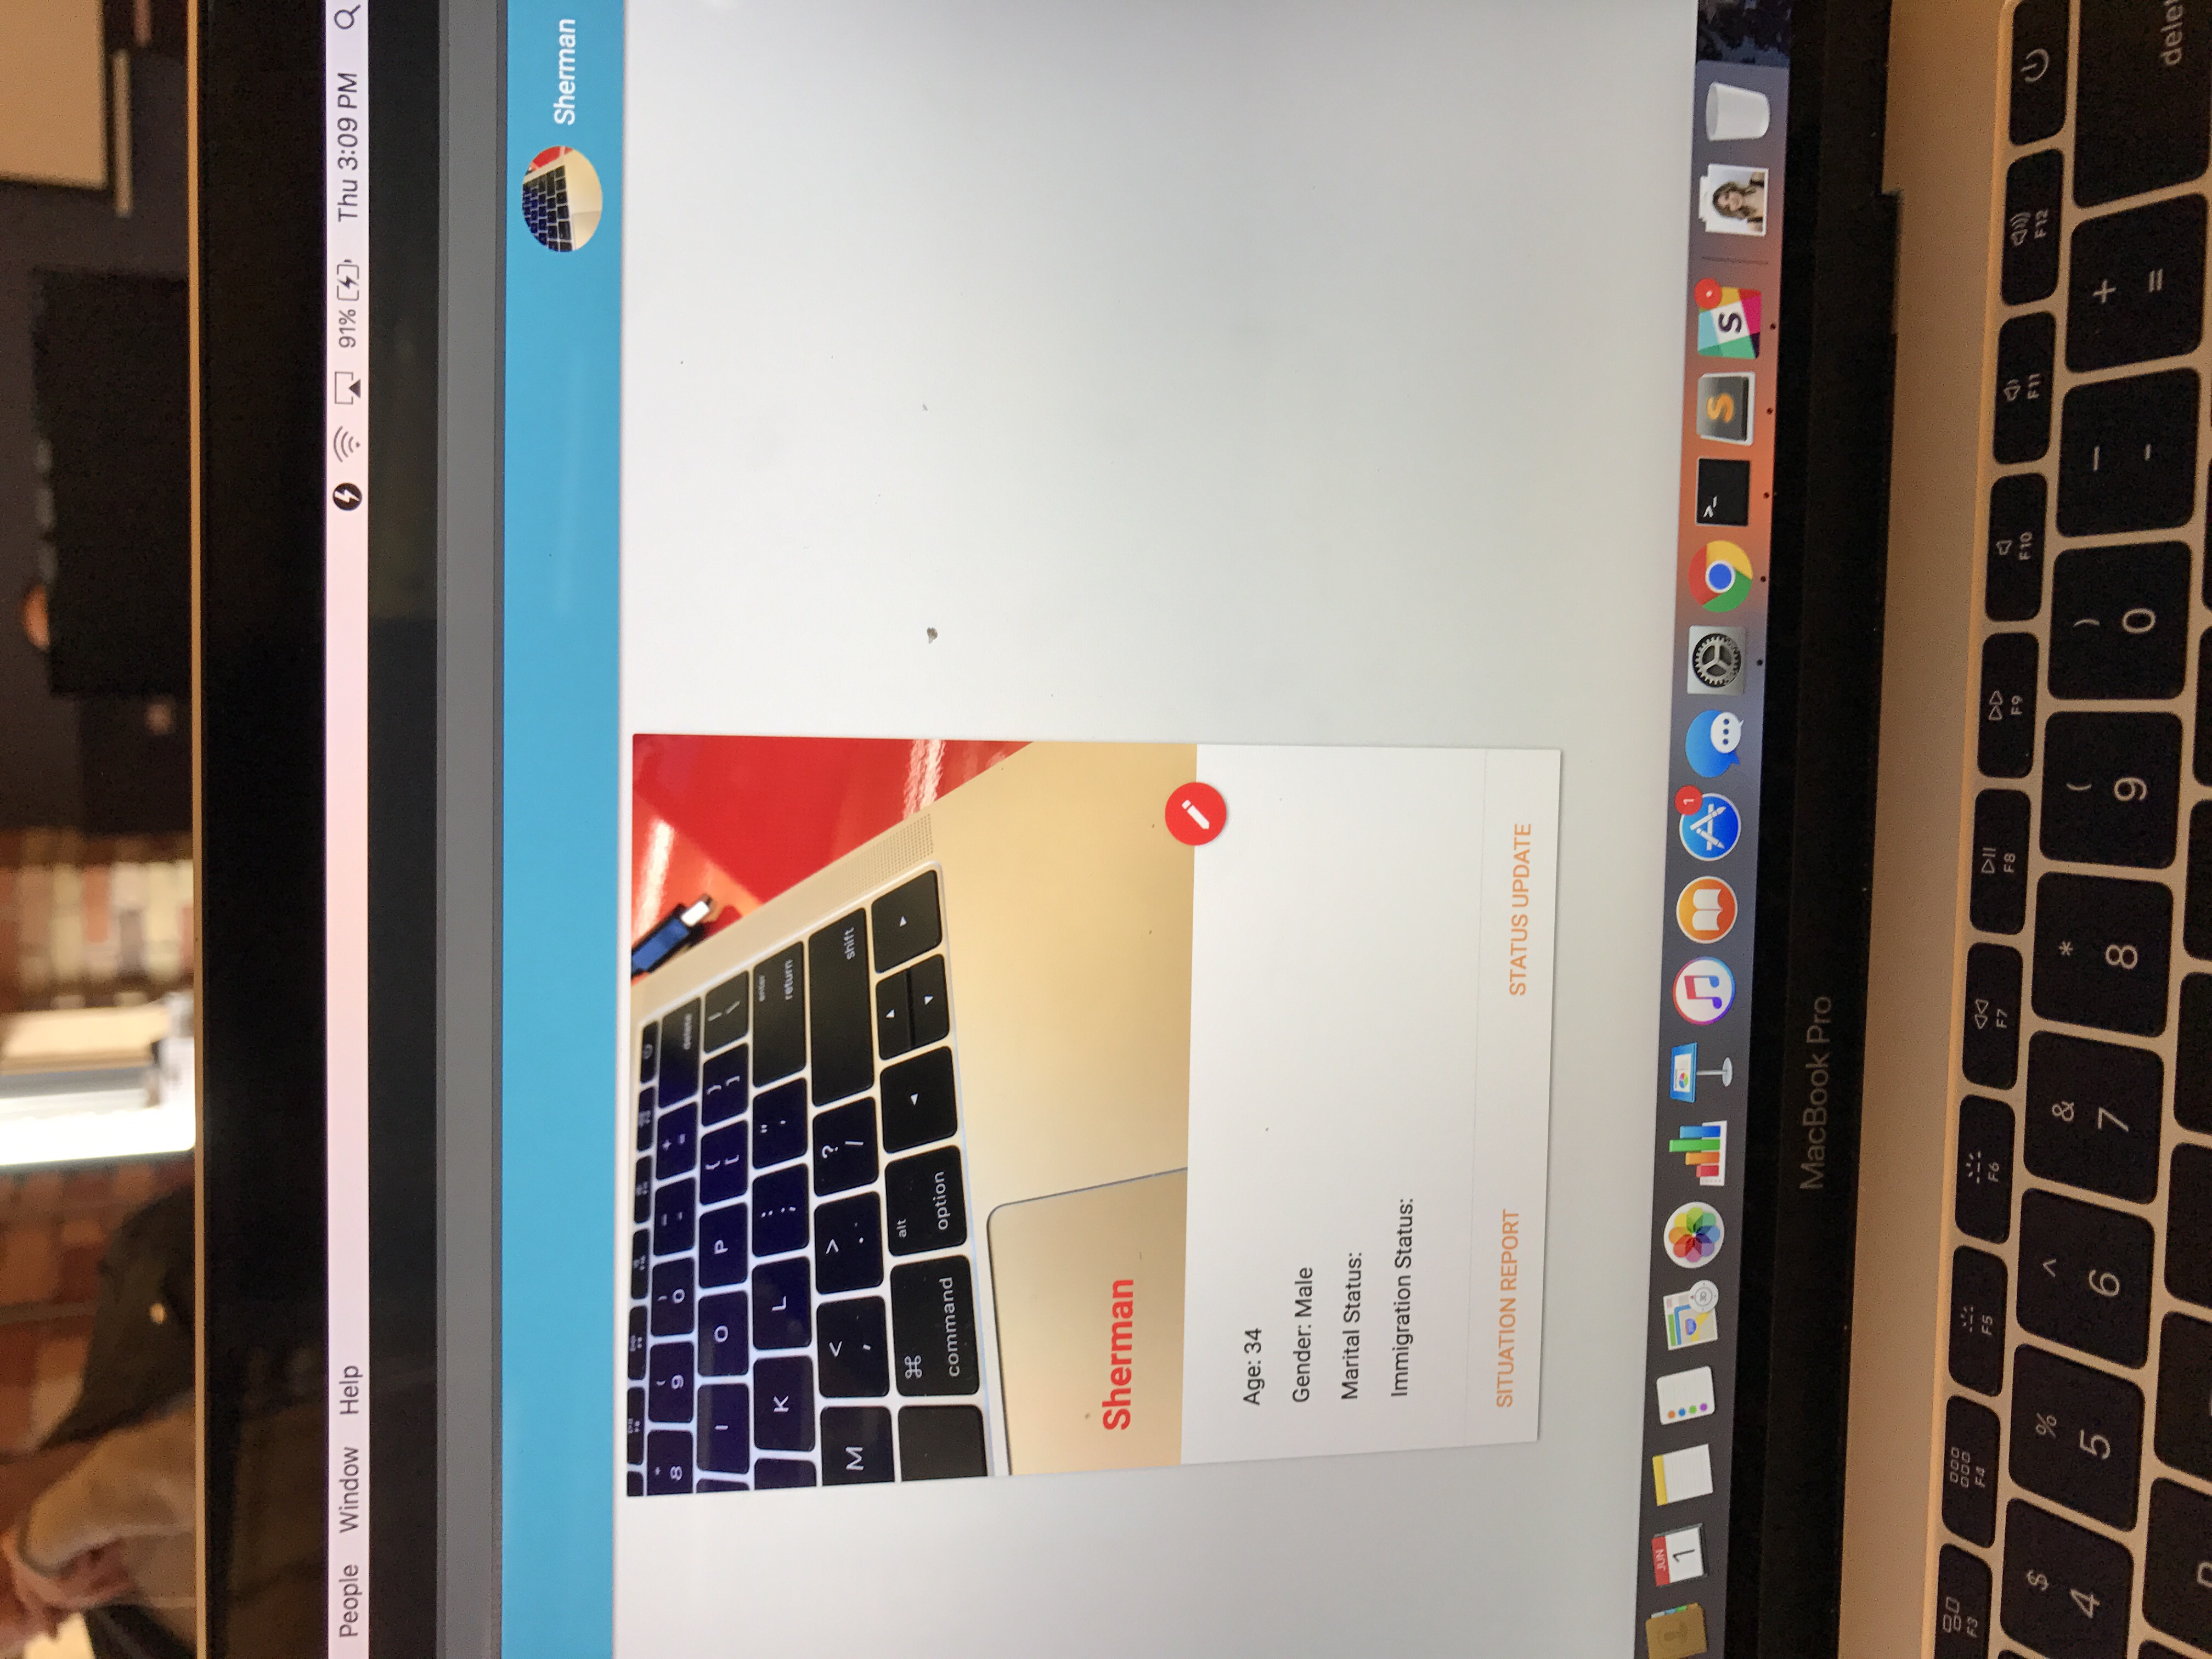 People Window Help 91% Thu 3:09 PM
Sherman
8 9 0 - + = delete
I O P { [ } ] | \
K L : ; " ' enter return
M < , > . ? / shift
⌘ command alt option
Sherman
Age: 34
Gender: Male
Marital Status:
Immigration Status:
SITUATION REPORT STATUS UPDATE
JUN
1
1
>_
S
S
MacBook Pro
F3 F4 F5 F6 F7 F8 F9 F10 F11 F12
$ % ^ & * ( ) _ +
4 5 6 7 8 9 0 - =